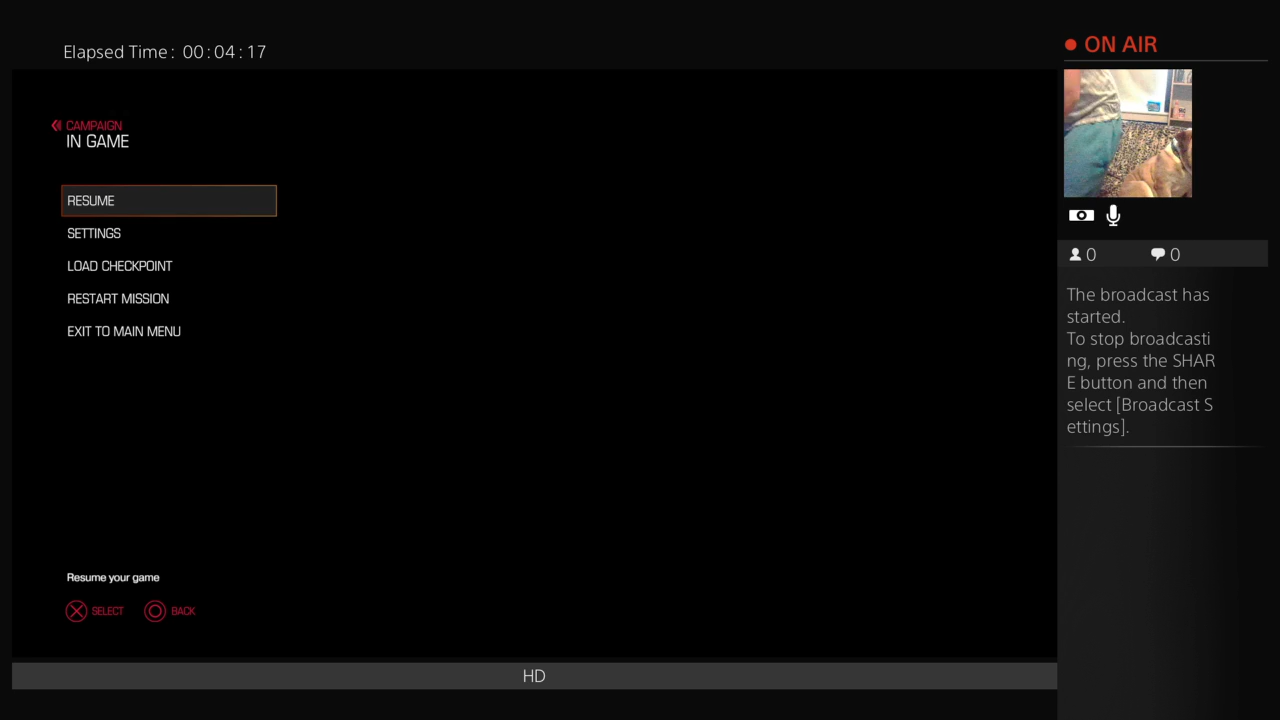 Elapsed Time: 00:04:17
ON AIR
CAMPAIGN
IN GAME
RESUME
SETTINGS
LOAD CHECKPOINT
RESTART MISSION
EXIT TO MAIN MENU
Resume your game
SELECT
BACK
HD
0
0
The broadcast has
started.
To stop broadcasti
ng, press the SHAR
E button and then
select [Broadcast S
ettings].